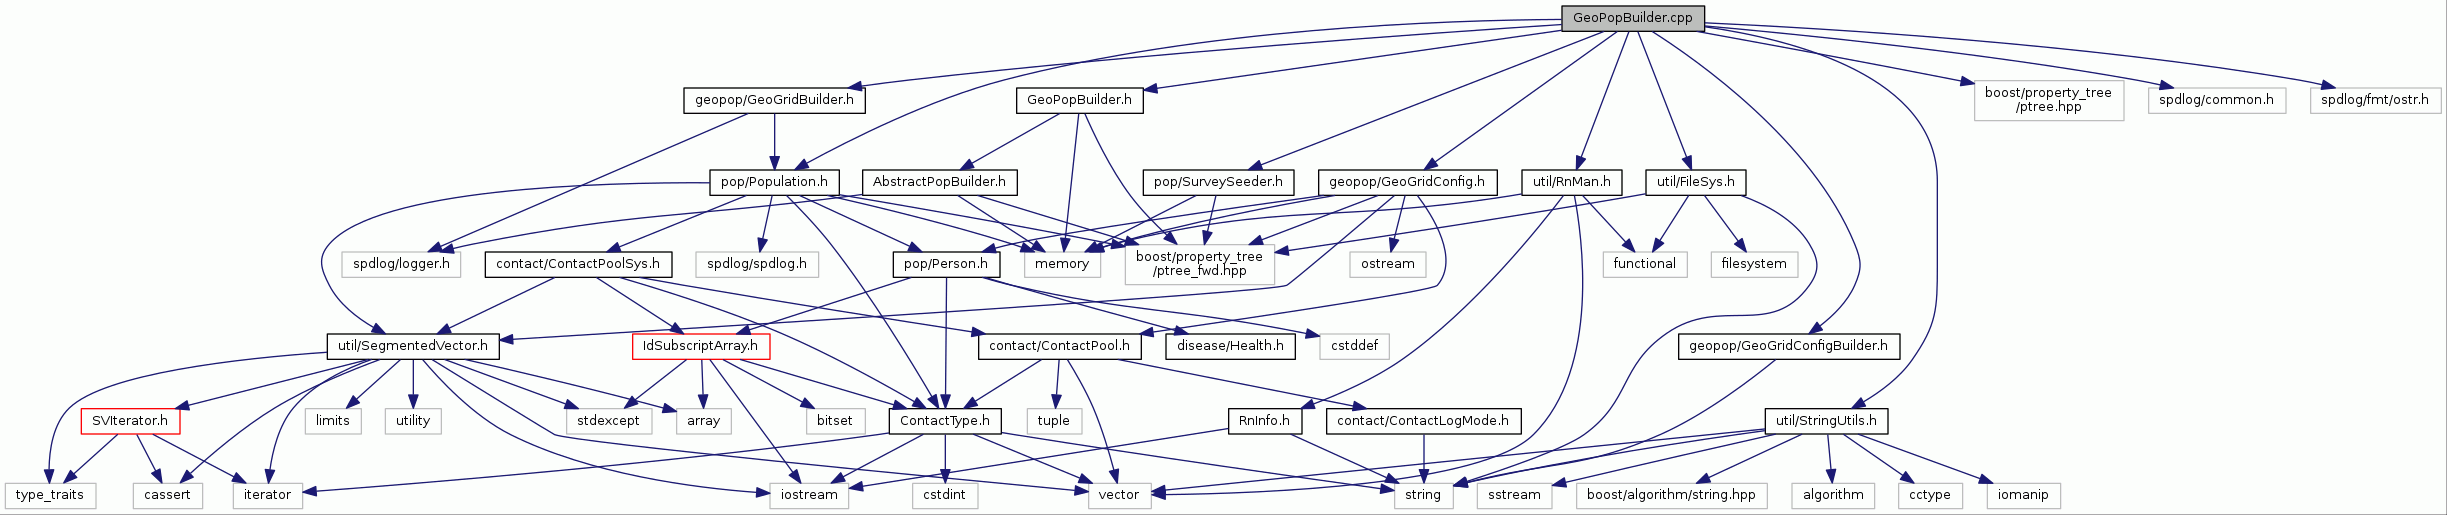 GeoPopBuilder.cpp
geopop/GeoGridBuilder.h
GeoPopBuilder.h
boost/property_tree
/ptree.hpp
spdlog/common.h
spdlog/fmt/ostr.h
pop/Population.h
AbstractPopBuilder.h
pop/SurveySeeder.h
geopop/GeoGridConfig.h
util/RnMan.h
util/FileSys.h
spdlog/logger.h
contact/ContactPoolSys.h
spdlog/spdlog.h
pop/Person.h
memory
boost/property_tree
/ptree_fwd.hpp
ostream
functional
filesystem
util/SegmentedVector.h
IdSubscriptArray.h
contact/ContactPool.h
disease/Health.h
cstddef
geopop/GeoGridConfigBuilder.h
SVIterator.h
limits
utility
stdexcept
array
bitset
ContactType.h
tuple
RnInfo.h
contact/ContactLogMode.h
util/StringUtils.h
type_traits
cassert
iterator
iostream
cstdint
vector
string
sstream
boost/algorithm/string.hpp
algorithm
cctype
iomanip